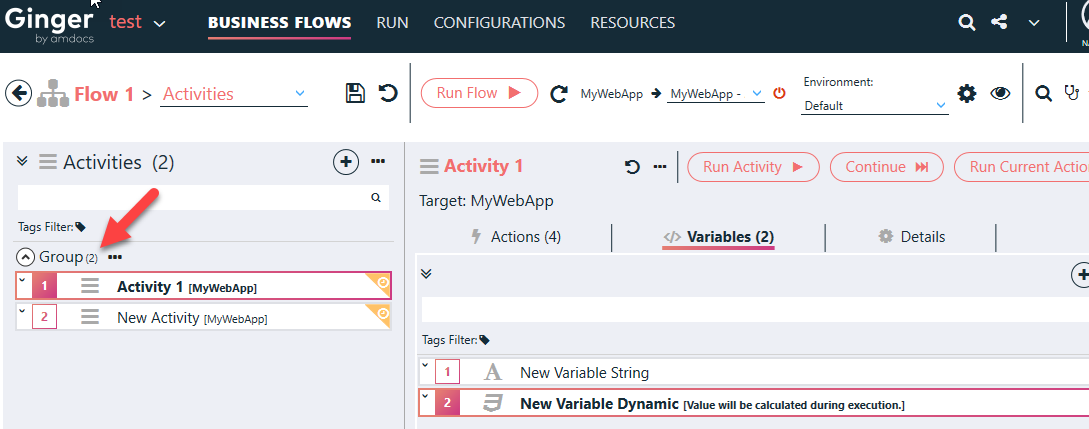 Ginger
by amdocs
test
BUSINESS FLOWS
RUN
CONFIGURATIONS
RESOURCES
NA
Flow 1 > Activities
Run Flow
MyWebApp
MyWebApp -
Environment:
Default
Activities (2)
Tags Filter:
Group (2) •••
1 Activity 1 [MyWebApp]
2 New Activity [MyWebApp]
Activity 1
Run Activity
Continue
Run Current Actio
Target: MyWebApp
Actions (4)
Variables (2)
Details
Tags Filter:
1 A New Variable String
2 New Variable Dynamic [Value will be calculated during execution.]